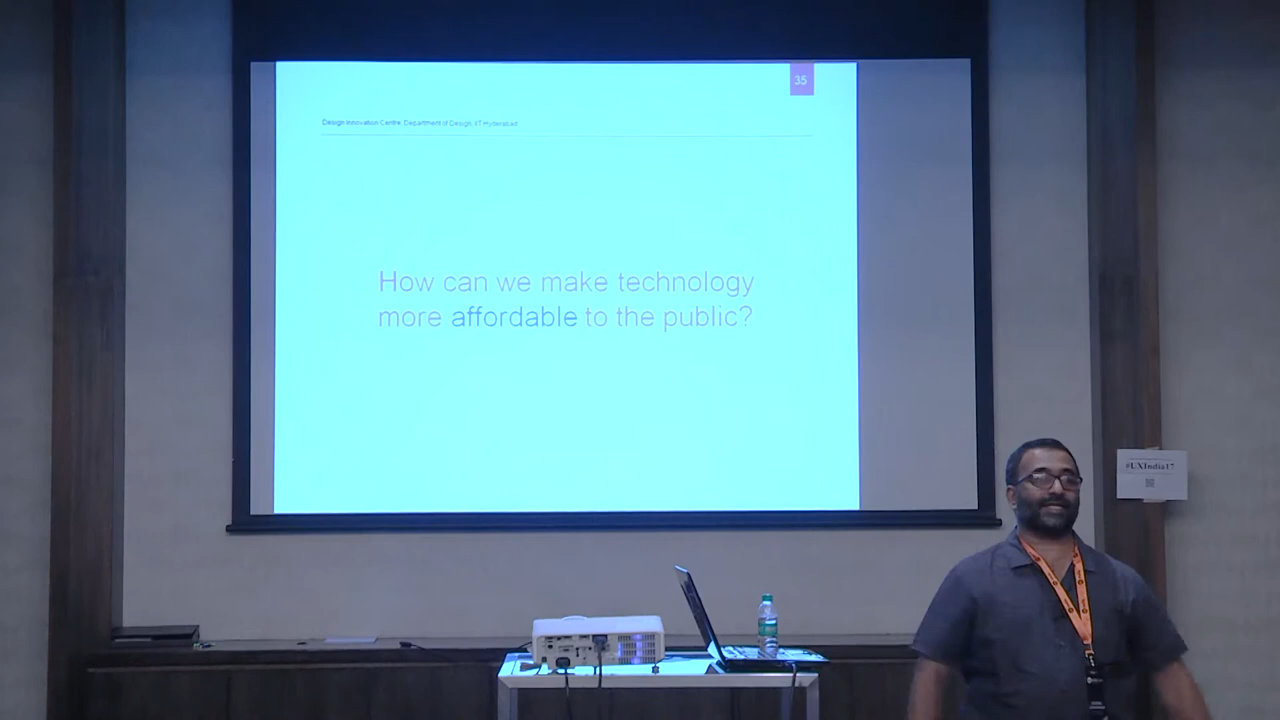 35
Design Innovation Centre, Department of Design, IIT Hyderabad
How can we make technology
more affordable to the public?
#UXIndia17